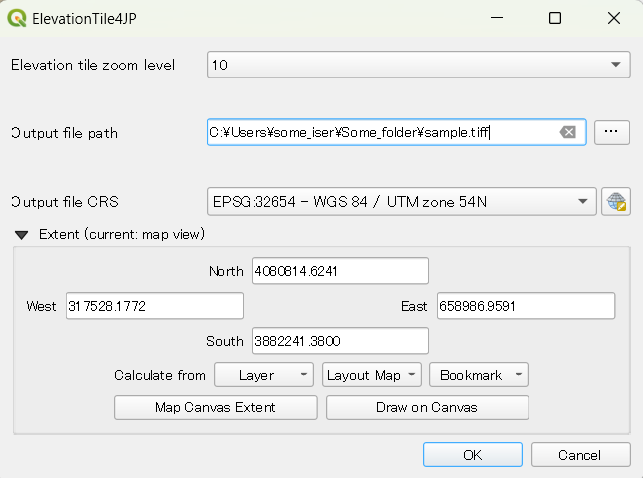 ElevationTile4JP
Elevation tile zoom level 10
Output file path C:¥Users¥some_iser¥Some_folder¥sample.tiff ...
Output file CRS EPSG:32654 - WGS 84 / UTM zone 54N
Extent (current: map view)
North 4080814.6241
West 317528.1772 East 658986.9591
South 3882241.3800
Calculate from Layer Layout Map Bookmark
Map Canvas Extent Draw on Canvas
OK Cancel